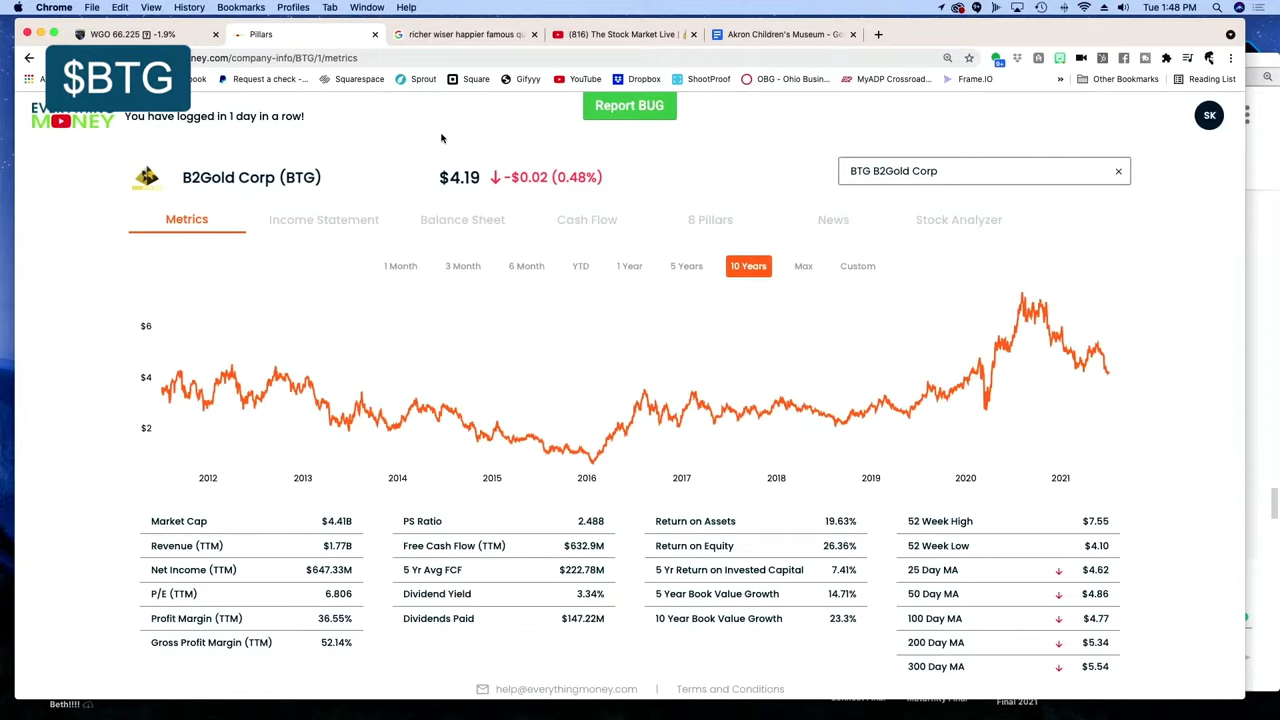 Chrome File Edit View History Bookmarks Profiles Tab Window Help Tue 1:48 PM
WGO 66.225 -1.9% Pillars richer wiser happier famous qu (816) The Stock Market Live | Akron Children's Museum - Go
ney.com/company-info/BTG/1/metrics
$BTG
book Request a check -... Squarespace Sprout Square Gifyyy YouTube Dropbox ShootProof OBG - Ohio Busin... MyADP Crossroad... Frame.IO » Other Bookmarks Reading List
MONEY
You have logged in 1 day in a row!
Report BUG
SK
B2Gold Corp (BTG) $4.19 ↓ -$0.02 (0.48%)
BTG B2Gold Corp
Metrics Income Statement Balance Sheet Cash Flow 8 Pillars News Stock Analyzer
1 Month 3 Month 6 Month YTD 1 Year 5 Years 10 Years Max Custom
$6
$4
$2
2012 2013 2014 2015 2016 2017 2018 2019 2020 2021
Market Cap $4.41B PS Ratio 2.488 Return on Assets 19.63% 52 Week High $7.55
Revenue (TTM) $1.77B Free Cash Flow (TTM) $632.9M Return on Equity 26.36% 52 Week Low $4.10
Net Income (TTM) $647.33M 5 Yr Avg FCF $222.78M 5 Yr Return on Invested Capital 7.41% 25 Day MA ↓ $4.62
P/E (TTM) 6.806 Dividend Yield 3.34% 5 Year Book Value Growth 14.71% 50 Day MA ↓ $4.86
Profit Margin (TTM) 36.55% Dividends Paid $147.22M 10 Year Book Value Growth 23.3% 100 Day MA ↓ $4.77
Gross Profit Margin (TTM) 52.14% 200 Day MA ↓ $5.34
300 Day MA ↓ $5.54
help@everythingmoney.com | Terms and Conditions
Beth!!!! Final 2021